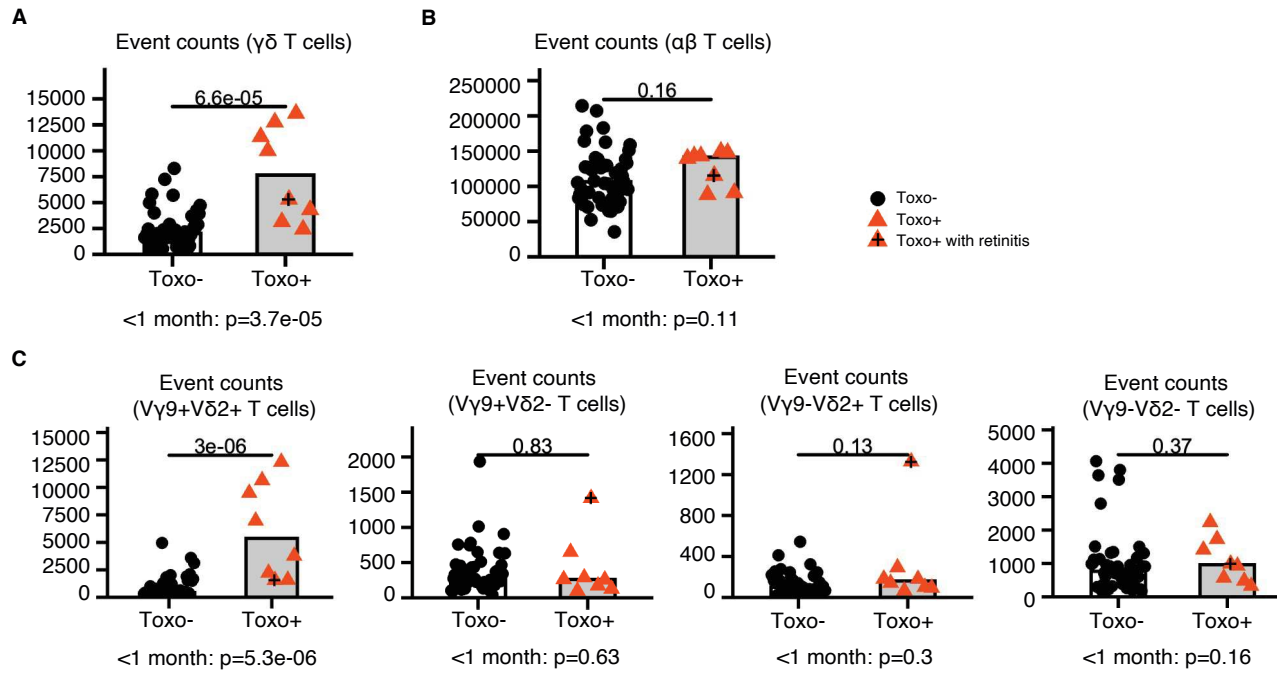 A
Event counts (γδ T cells)
15000
12500
10000
7500
5000
2500
0
6.6e-05
Toxo- Toxo+
<1 month: p=3.7e-05
B
Event counts (αβ T cells)
250000
200000
150000
100000
50000
0
0.16
Toxo- Toxo+
<1 month: p=0.11
Toxo-
Toxo+
Toxo+ with retinitis
C
Event counts
(Vγ9+Vδ2+ T cells)
15000
12500
10000
7500
5000
2500
0
3e-06
Toxo- Toxo+
<1 month: p=5.3e-06
Event counts
(Vγ9+Vδ2- T cells)
2000
1500
1000
500
0
0.83
Toxo- Toxo+
<1 month: p=0.63
Event counts
(Vγ9-Vδ2+ T cells)
1600
1200
800
400
0
0.13
Toxo- Toxo+
<1 month: p=0.3
Event counts
(Vγ9-Vδ2- T cells)
5000
4000
3000
2000
1000
0
0.37
Toxo- Toxo+
<1 month: p=0.16